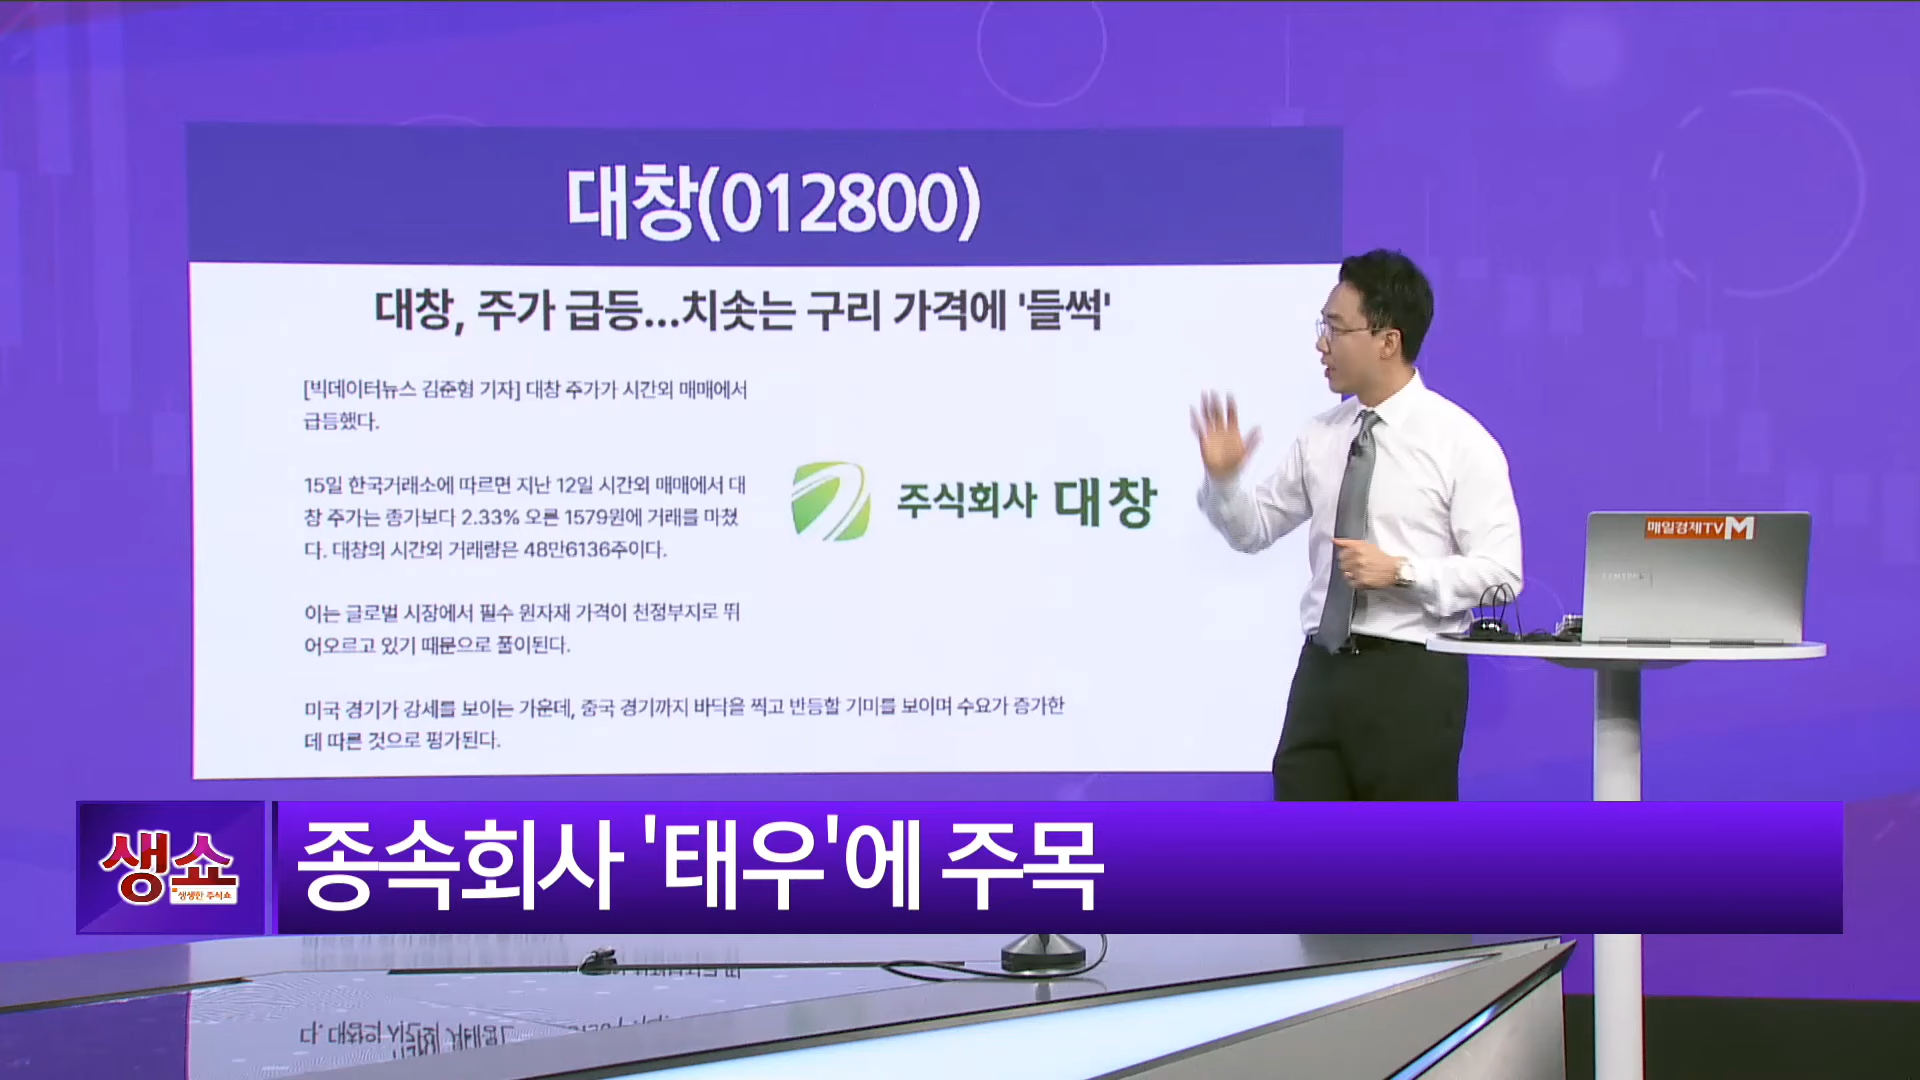 대창(012800)
대창, 주가 급등...치솟는 구리 가격에 '들썩'
[빅데이터뉴스 김준형 기자] 대창 주가가 시간외 매매에서
급등했다.
15일 한국거래소에 따르면 지난 12일 시간외 매매에서 대
창 주가는 종가보다 2.33% 오른 1579원에 거래를 마쳤
다. 대창의 시간외 거래량은 48만6136주이다.
주식회사 대창
이는 글로벌 시장에서 필수 원자재 가격이 천정부지로 뛰
어오르고 있기 때문으로 풀이된다.
미국 경기가 강세를 보이는 가운데, 중국 경기까지 바닥을 찍고 반등할 기미를 보이며 수요가 증가한
데 따른 것으로 평가된다.
매일경제TV M
생쇼
생생한 주식쇼
종속회사 '태우'에 주목